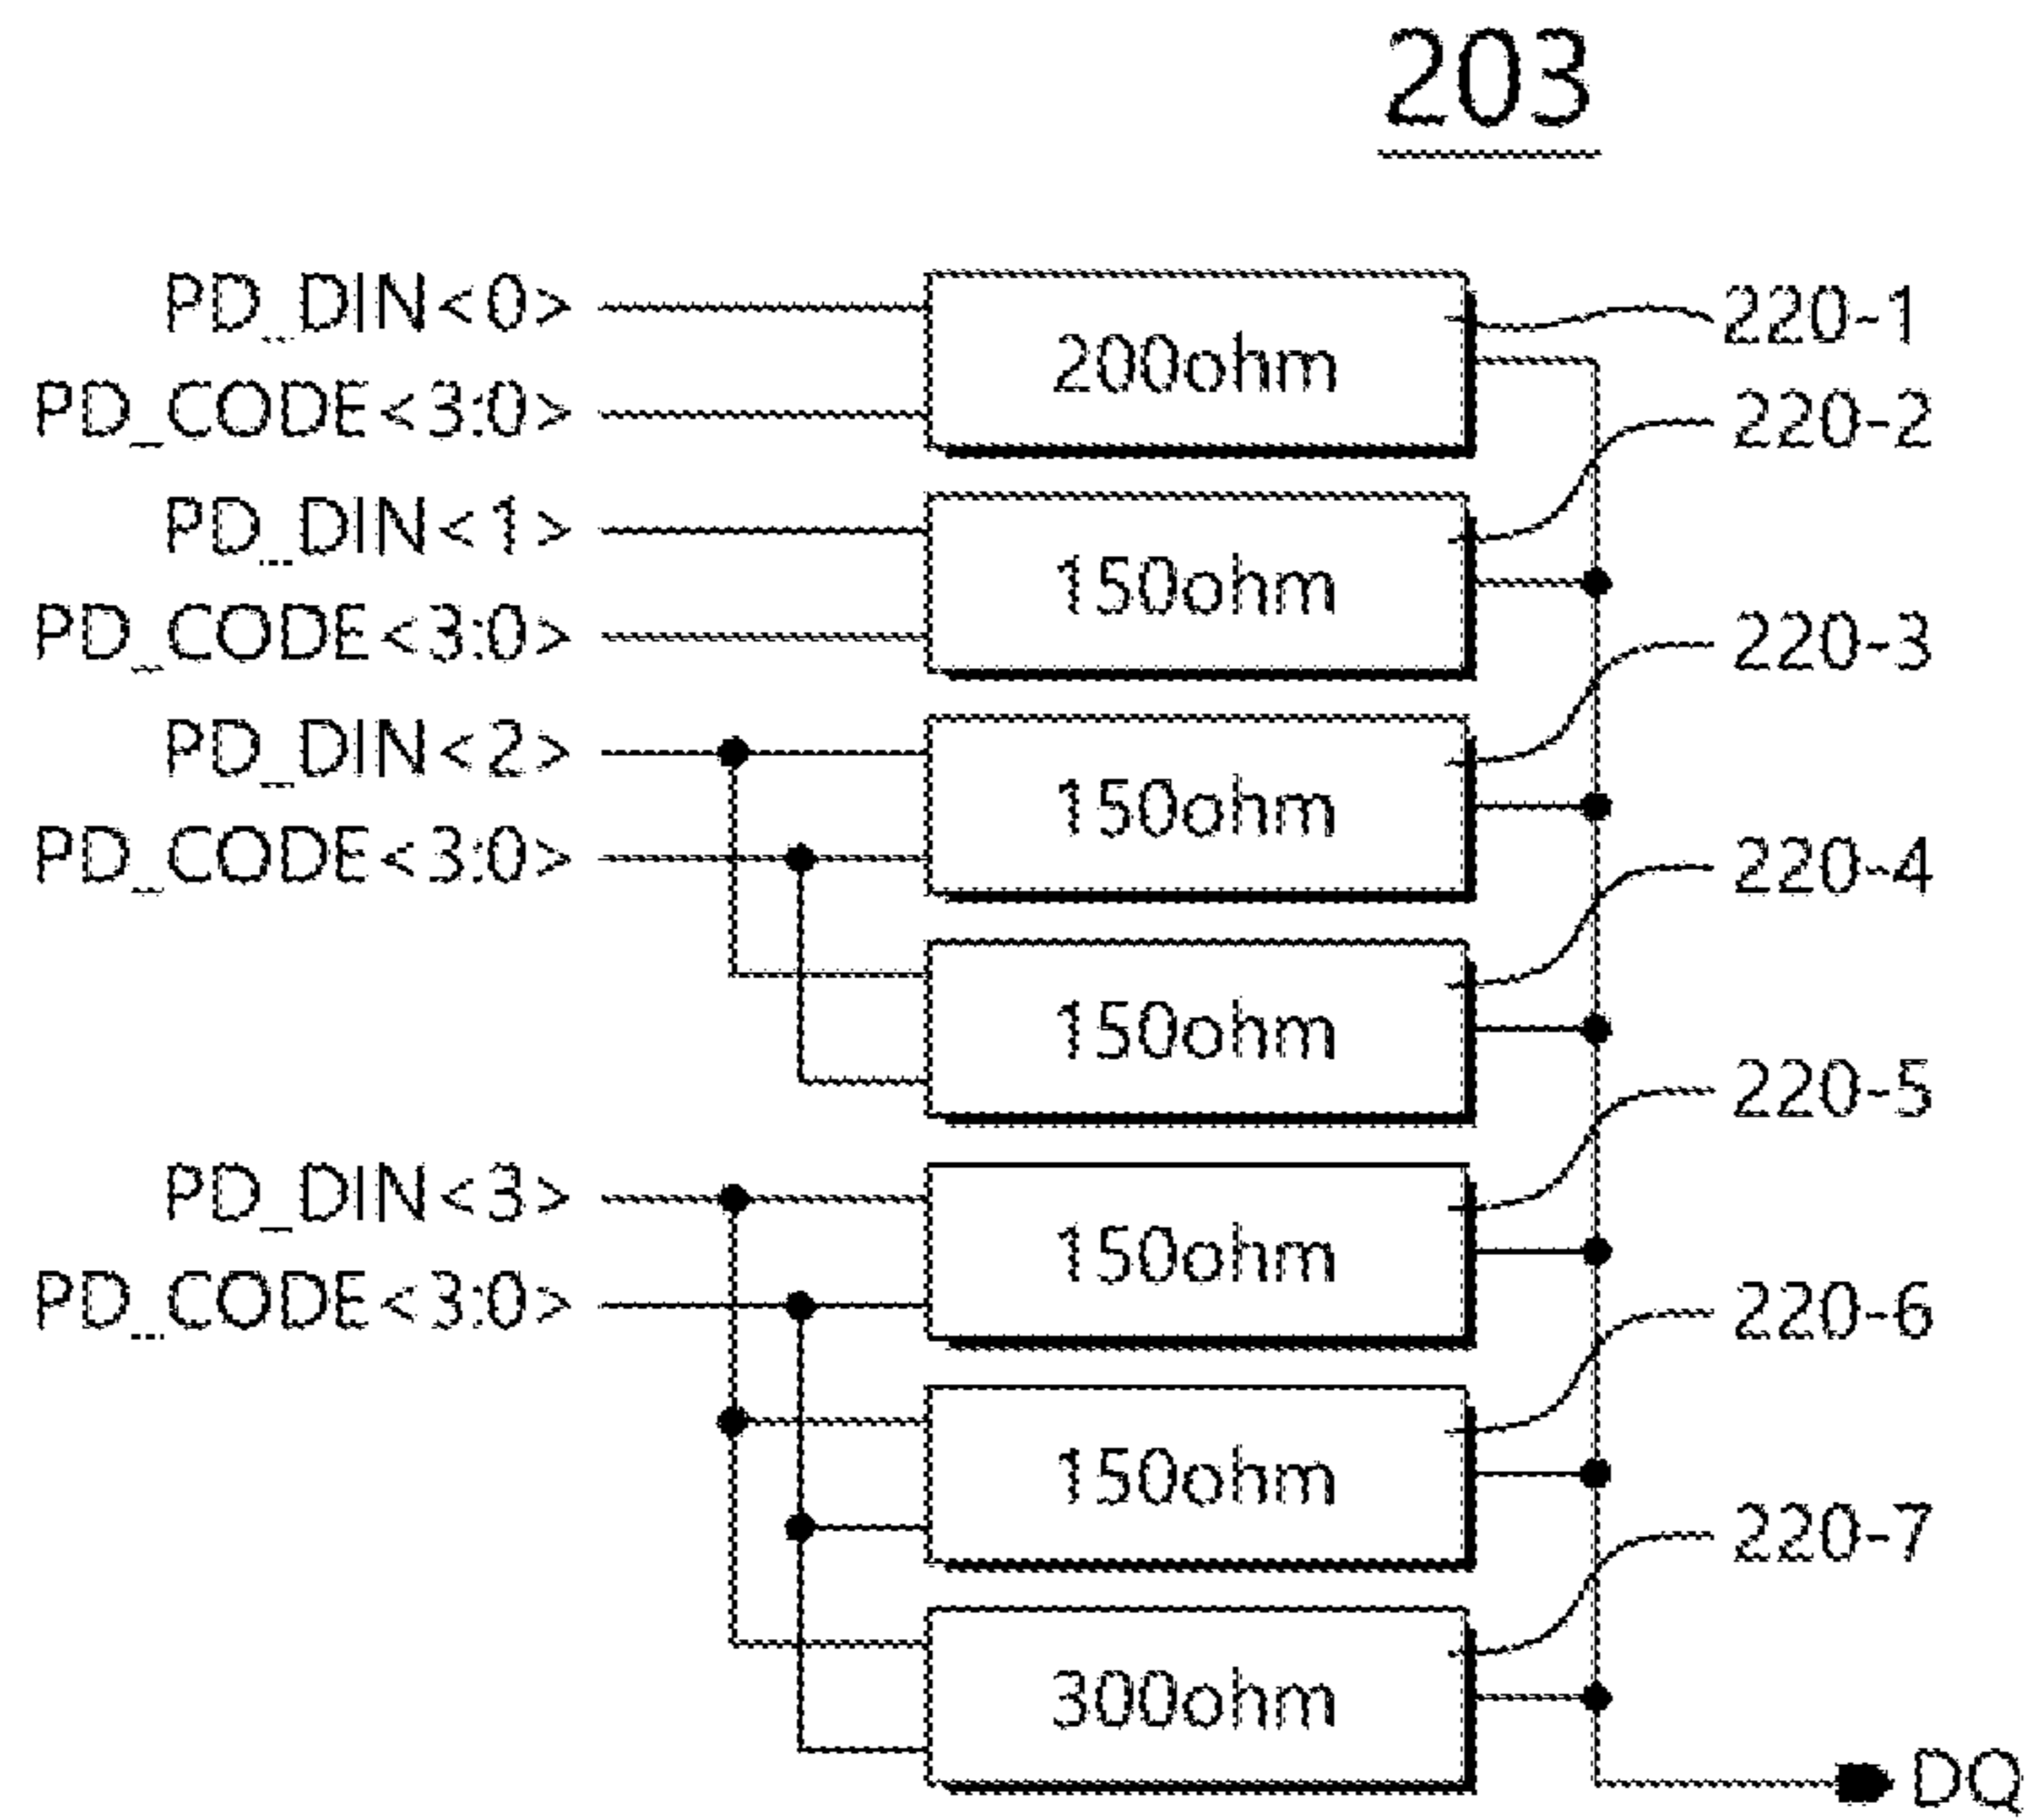 203
PD_DIN<0>
200ohm
220-1
PD_CODE<3:0>
220-2
PD_DIN<1>
150ohm
PD_CODE<3:0>
220-3
PD_DIN<2>
150ohm
PD_CODE<3:0>
220-4
150ohm
220-5
PD_DIN<3>
150ohm
PD_CODE<3:0>
220-6
150ohm
220-7
300ohm
DQ